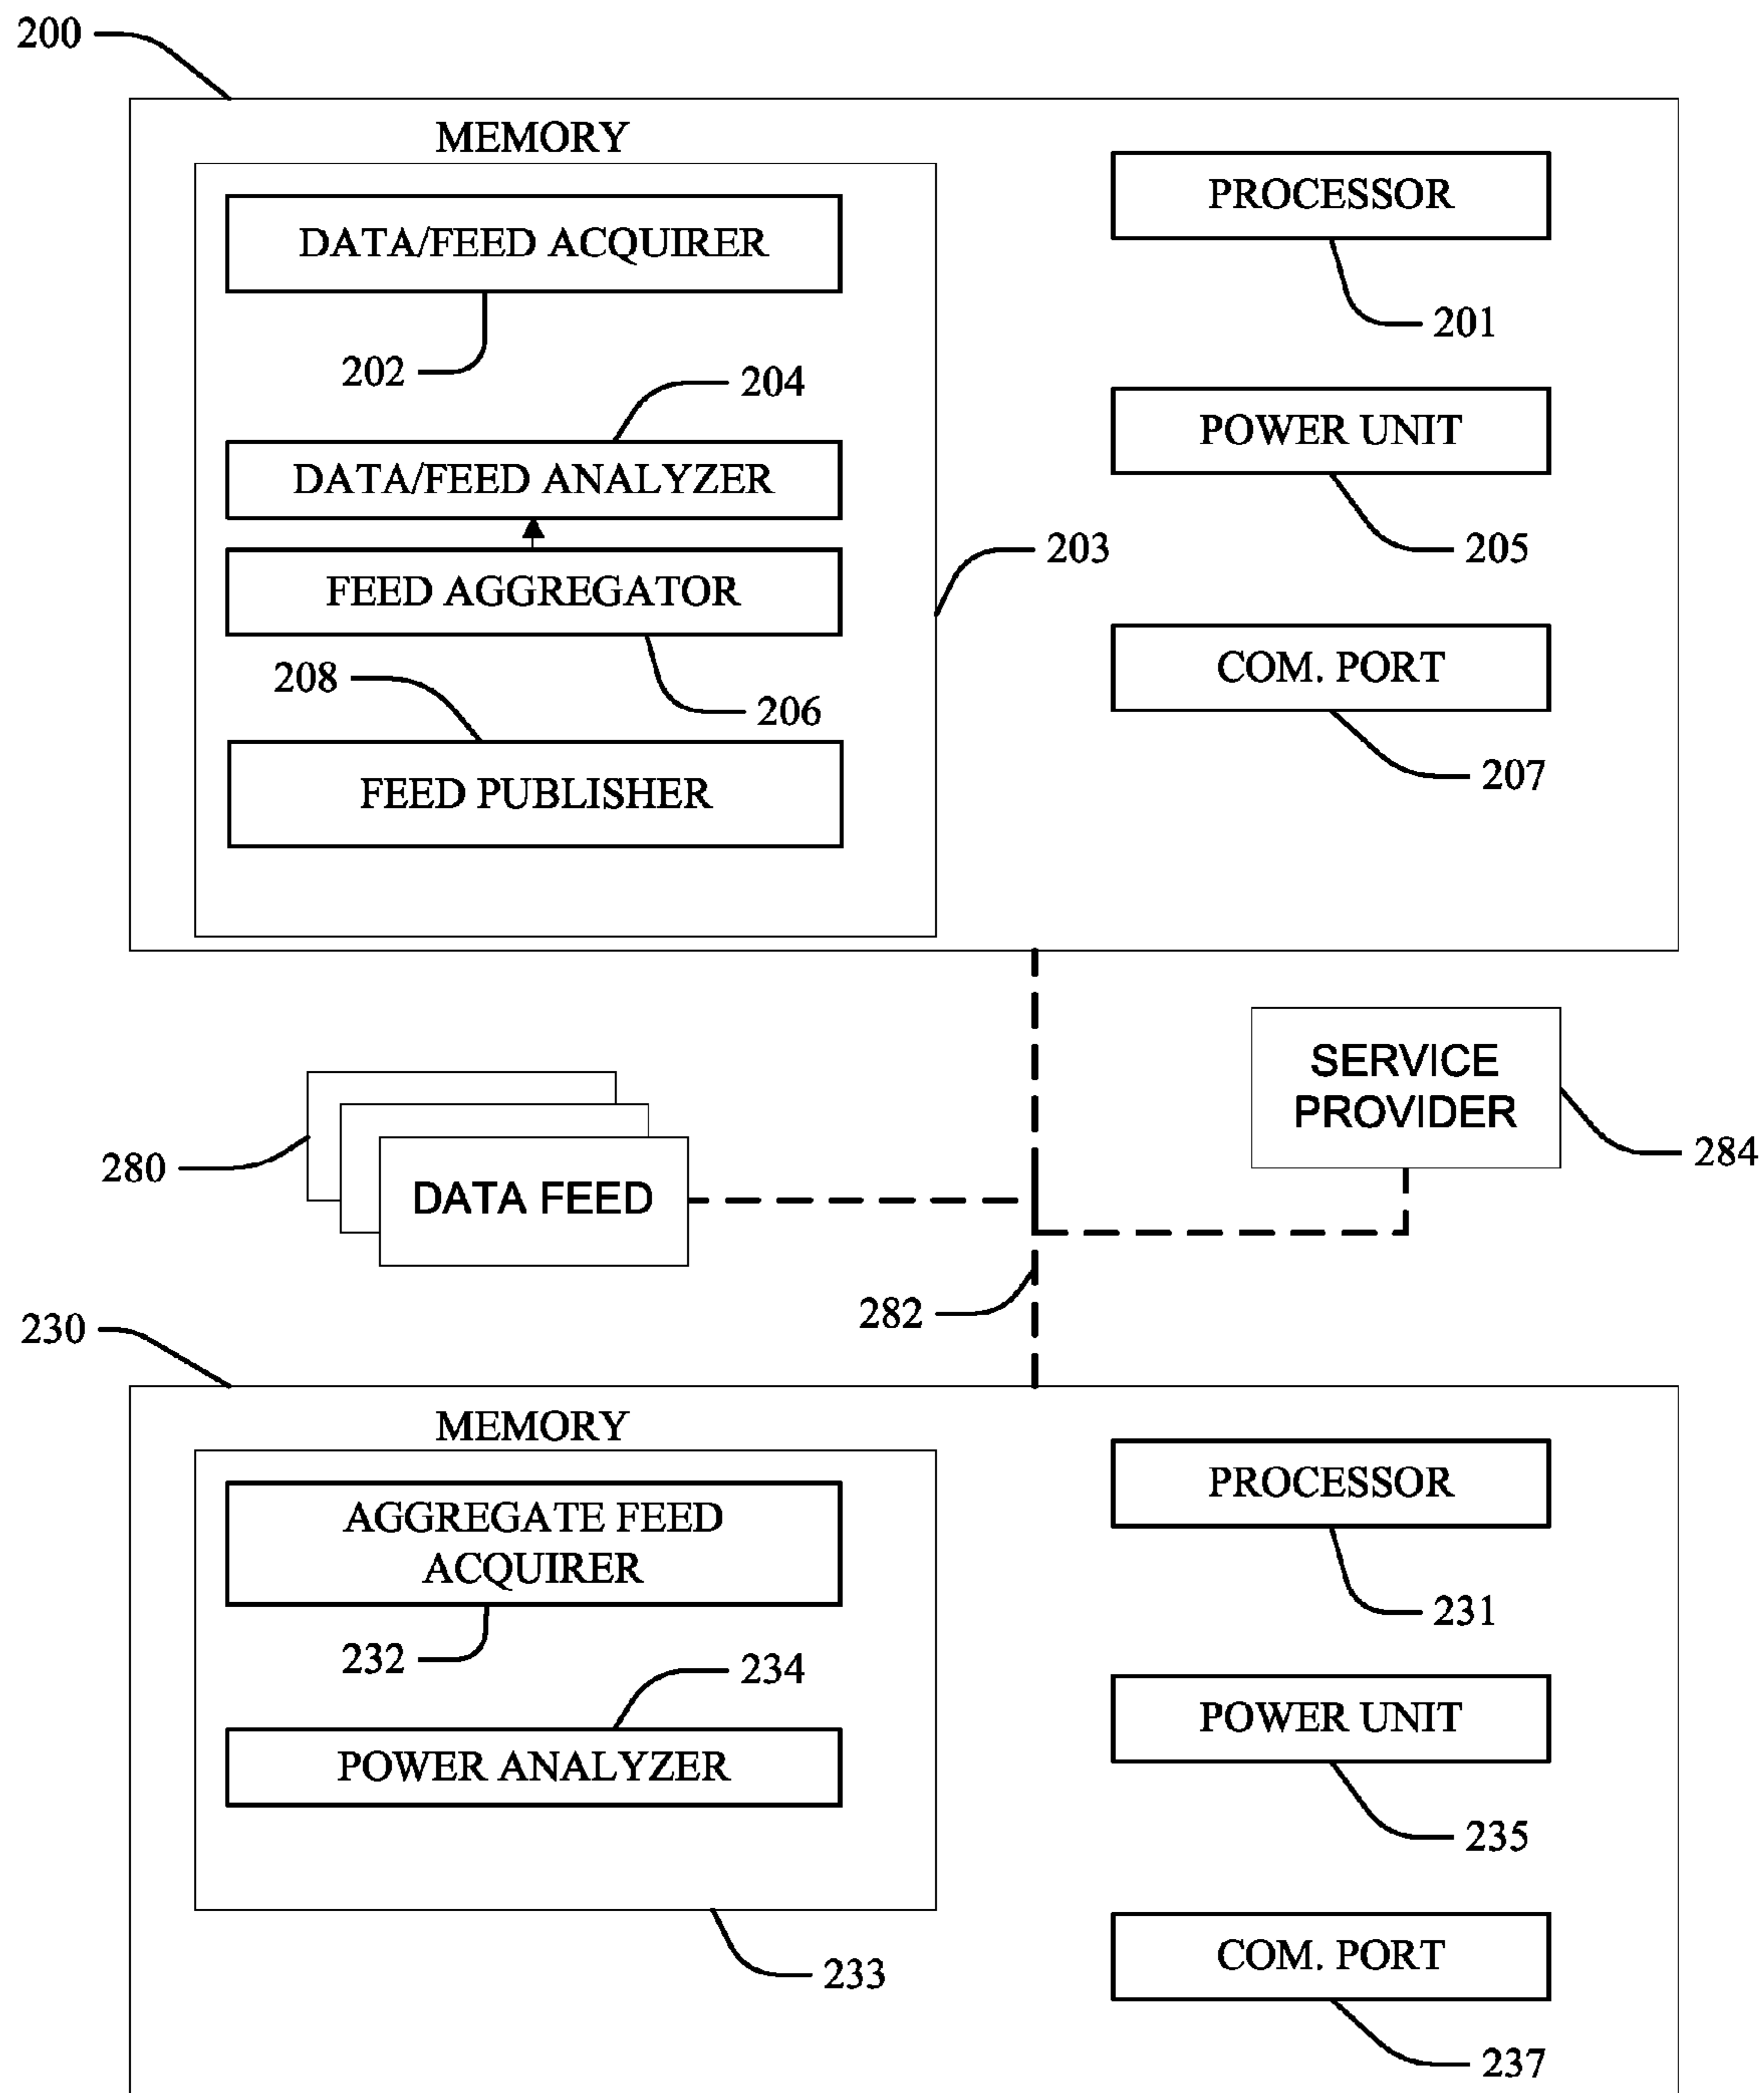 200
MEMORY
PROCESSOR
DATA/FEED ACQUIRER
201
202
204
POWER UNIT
DATA/FEED ANALYZER
203
205
FEED AGGREGATOR
COM. PORT
208
206
207
FEED PUBLISHER
SERVICE
PROVIDER
284
280
DATA FEED
282
230
MEMORY
PROCESSOR
AGGREGATE FEED
ACQUIRER
231
232
234
POWER UNIT
POWER ANALYZER
235
COM. PORT
233
237